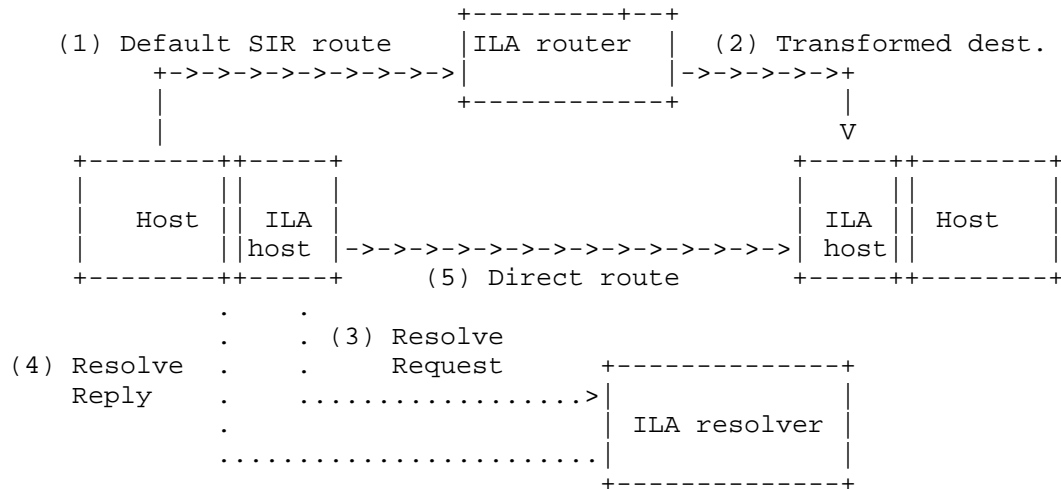 (1) Default SIR route ILA router (2) Transformed dest.
Host ILA ILA Host
host host
(5) Direct route
(3) Resolve
(4) Resolve Request
Reply
ILA resolver